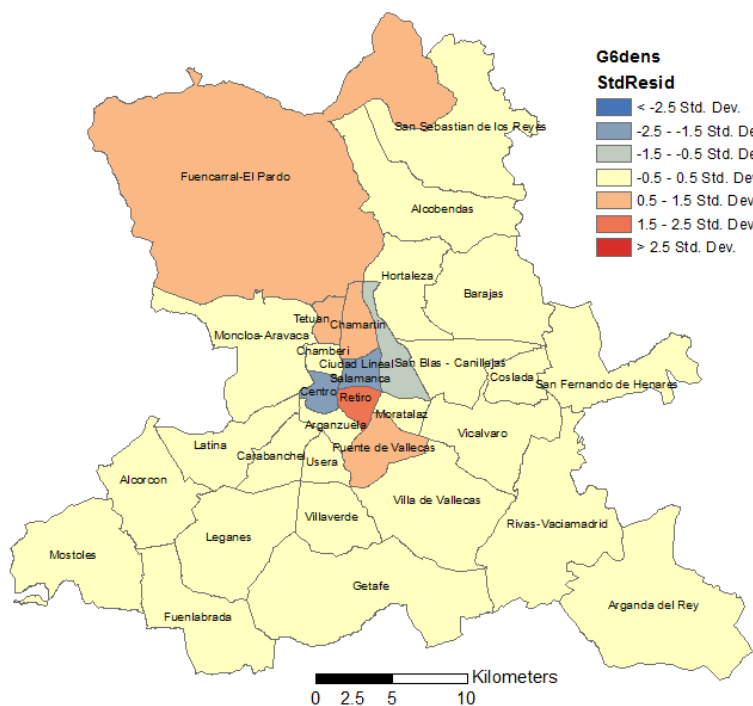 G6dens
StdResid
< -2.5 Std. Dev.
-2.5 - -1.5 Std. De
-1.5 - -0.5 Std. De
-0.5 - 0.5 Std. Dev
0.5 - 1.5 Std. Dev
1.5 - 2.5 Std. Dev
> 2.5 Std. Dev.
San Sebastian de los Reyes
Fuencarral-El Pardo
Alcobendas
Hortaleza
Barajas
Tetuan
Chamartin
Moncloa-Aravaca
Chamberi
Ciudad Lineal
San Blas - Canillejas
Salamanca
Coslada
San Fernando de Henares
Centro
Retiro
Moratalaz
Arganzuela
Vicalvaro
Latina
Puente de Vallecas
Carabanchel
Usera
Alcorcon
Villa de Vallecas
Villaverde
Rivas-Vaciamadrid
Leganes
Mostoles
Getafe
Fuenlabrada
Arganda del Rey
Kilometers
0 2.5 5 10